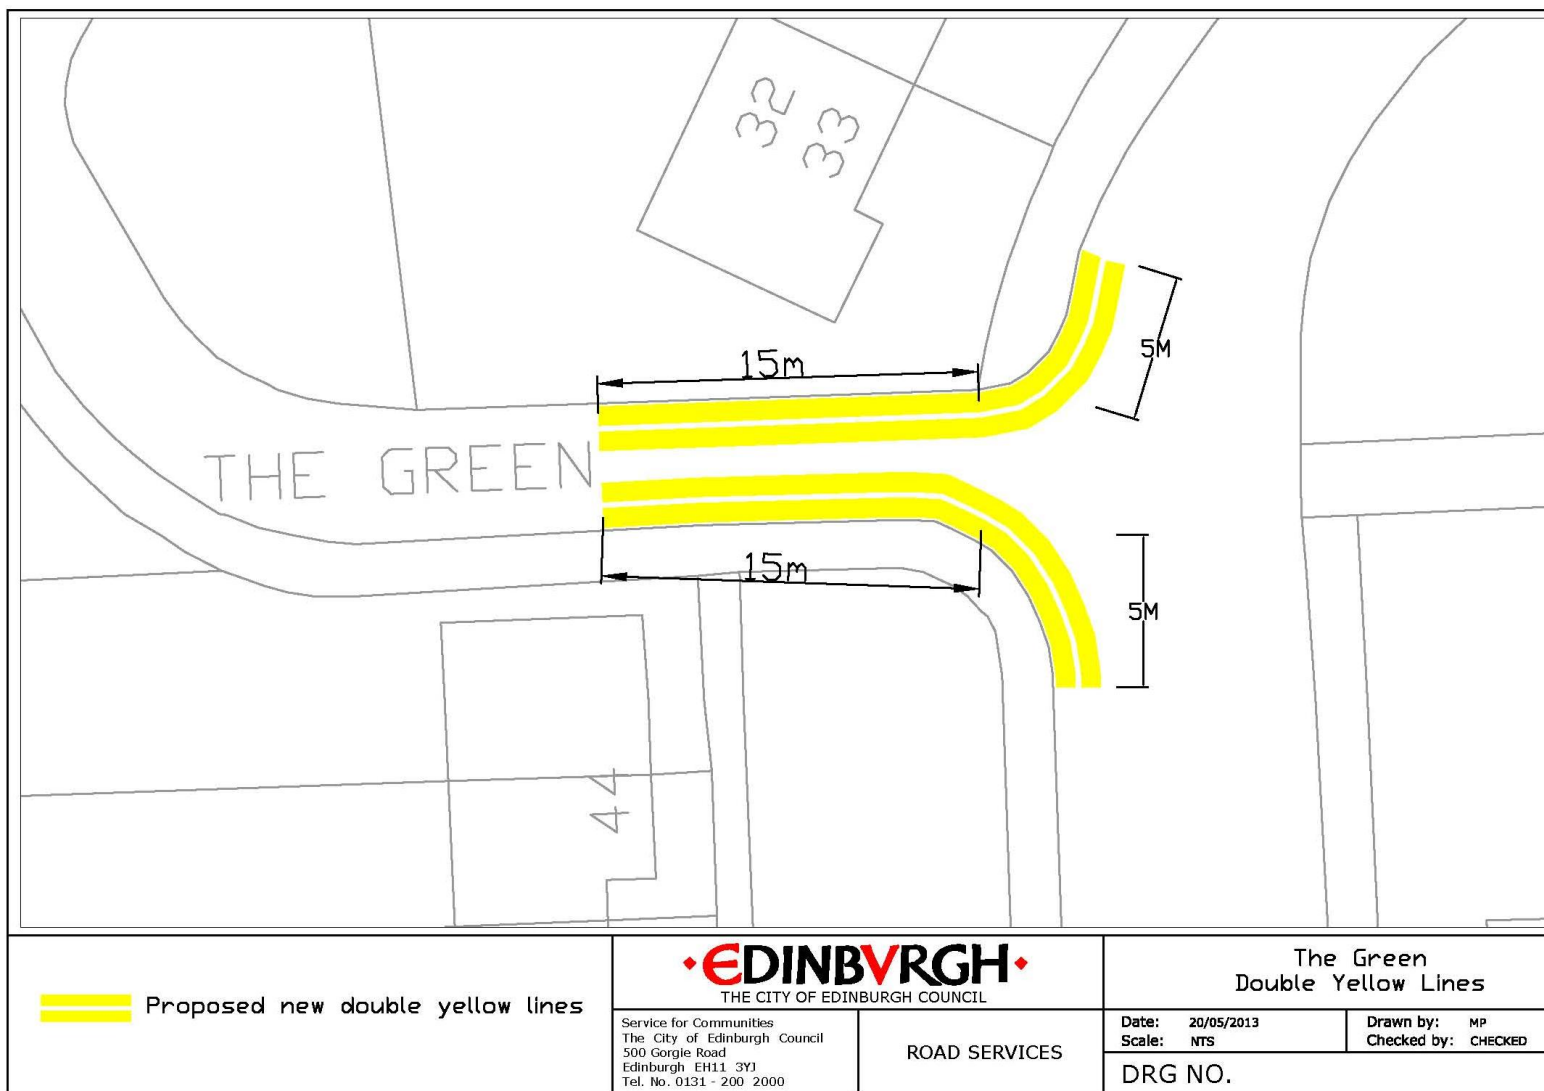 32
33
15m
5M
THE GREEN
15m
5M
44
Proposed new double yellow lines
EDINBVRGH
THE CITY OF EDINBURGH COUNCIL
Service for Communities
The City of Edinburgh Council
500 Gorgie Road
Edinburgh EH11 3YJ
Tel. No. 0131 - 200 2000
ROAD SERVICES
The Green
Double Yellow Lines
Date: 20/05/2013
Scale: NTS
Drawn by: MP
Checked by: CHECKED
DRG NO.